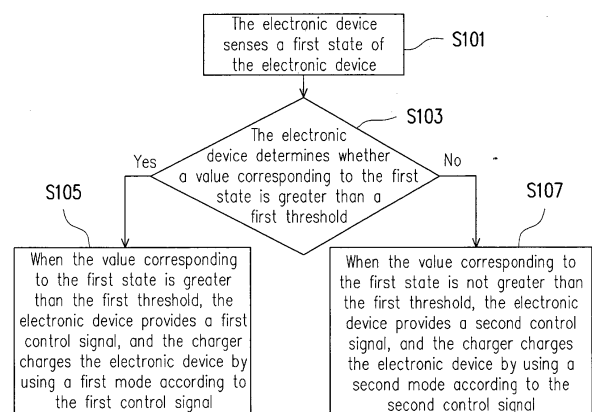 The electronic device
senses a first state of
the electronic device
S101
S103
The electronic
device determines whether
a value corresponding to the first
state is greater than a
first threshold
Yes
No
S105
When the value corresponding
to the first state is greater
than the first threshold, the
electronic device provides a first
control signal, and the charger
charges the electronic device by
using a first mode according to
the first control signal
S107
When the value corresponding to
the first state is not greater than
the first threshold, the electronic
device provides a second control
signal, and the charger charges
the electronic device by using a
second mode according to the
second control signal